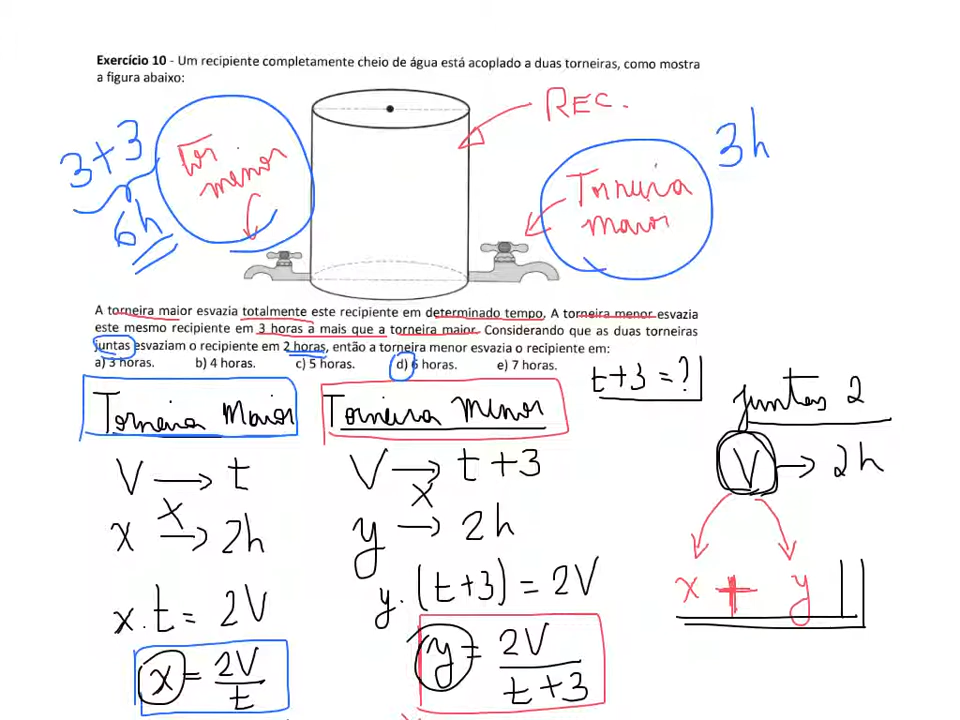 Exercício 10 - Um recipiente completamente cheio de água está acoplado a duas torneiras, como mostra
a figura abaixo:
REC.
3h
3+3
6h
Tor
menor
Torneira
maior
A torneira maior esvazia totalmente este recipiente em determinado tempo. A torneira menor esvazia
este mesmo recipiente em 3 horas a mais que a torneira maior. Considerando que as duas torneiras
juntas esvaziam o recipiente em 2 horas, então a torneira menor esvazia o recipiente em:
a) 3 horas. b) 4 horas. c) 5 horas. d) 6 horas. e) 7 horas.
t+3=?
Torneira Maior
V → t
x → 2h
x.t = 2V
x = 2V/t
Torneira Menor
V → t+3
y → 2h
y.(t+3) = 2V
y = 2V/t+3
juntas 2
V → 2h
x + y